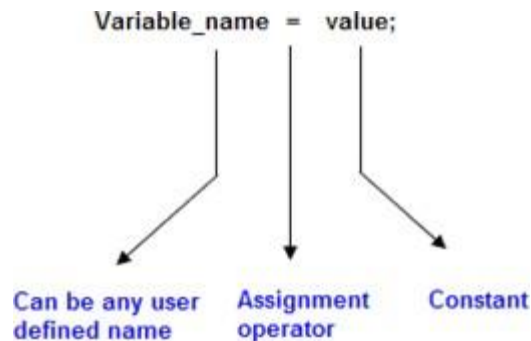 Variable_name = value;
Can be any user
defined name
Assignment
operator
Constant